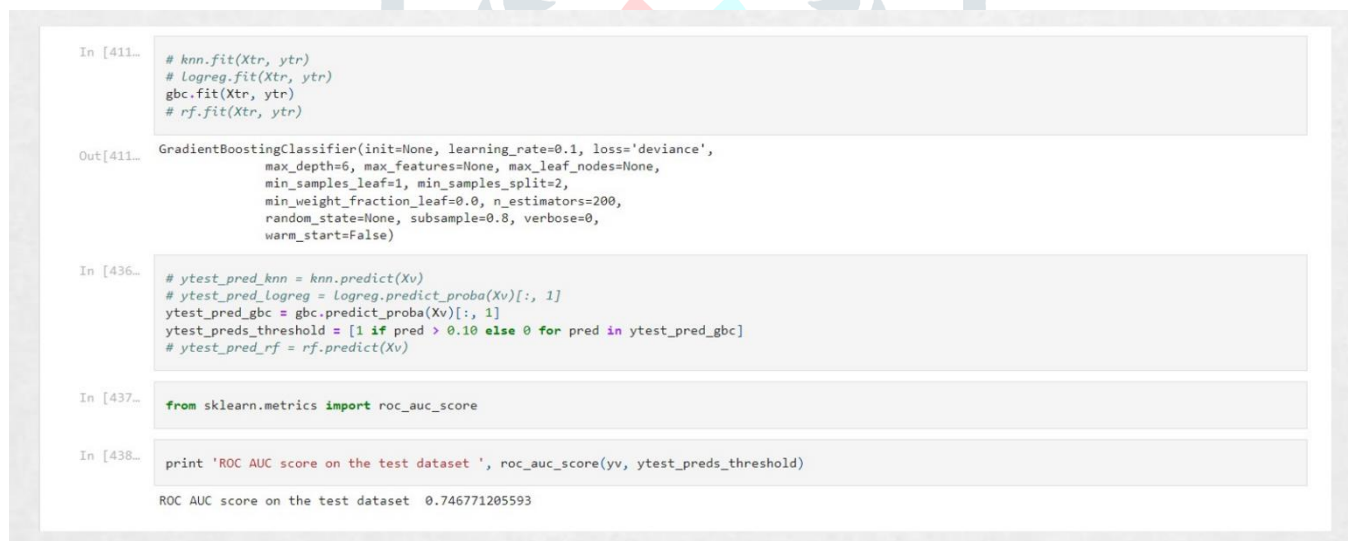 In [411…
# knn.fit(Xtr, ytr)
# logreg.fit(Xtr, ytr)
gbc.fit(Xtr, ytr)
# rf.fit(Xtr, ytr)
Out[411…
GradientBoostingClassifier(init=None, learning_rate=0.1, loss='deviance',
max_depth=6, max_features=None, max_leaf_nodes=None,
min_samples_leaf=1, min_samples_split=2,
min_weight_fraction_leaf=0.0, n_estimators=200,
random_state=None, subsample=0.8, verbose=0,
warm_start=False)
In [436…
# ytest_pred_knn = knn.predict(Xv)
# ytest_pred_logreg = logreg.predict_proba(Xv)[:, 1]
ytest_pred_gbc = gbc.predict_proba(Xv)[:, 1]
ytest_preds_threshold = [1 if pred > 0.10 else 0 for pred in ytest_pred_gbc]
# ytest_pred_rf = rf.predict(Xv)
In [437…
from sklearn.metrics import roc_auc_score
In [438…
print 'ROC AUC score on the test dataset ', roc_auc_score(yv, ytest_preds_threshold)
ROC AUC score on the test dataset  0.746771205593